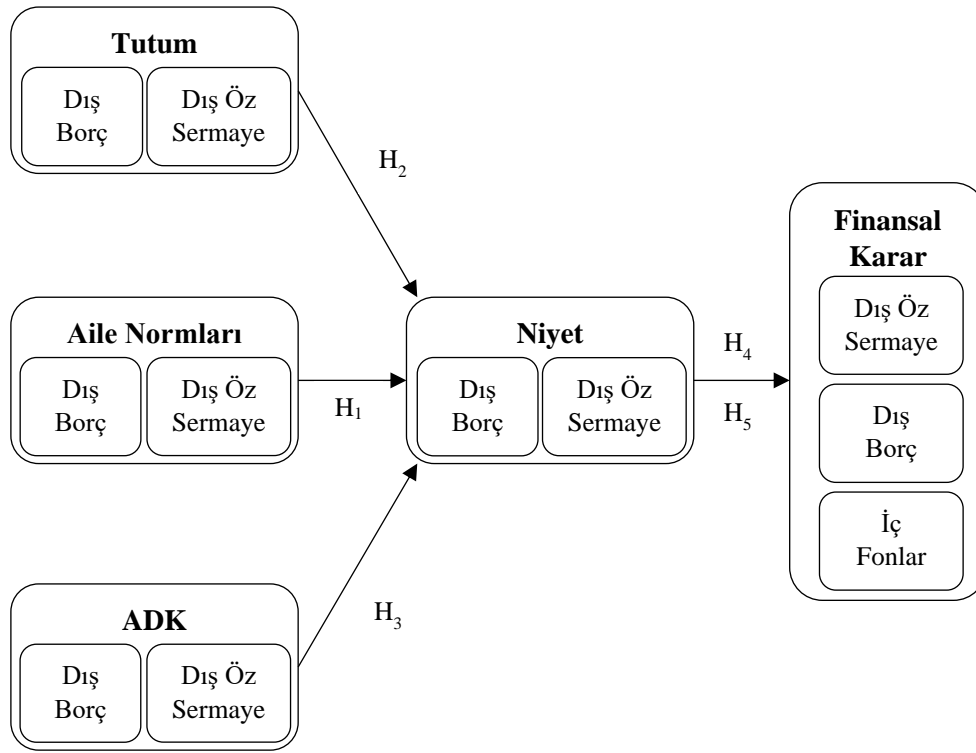 Tutum
Dış
Borç
Dış Öz
Sermaye
H2
Aile Normları
Dış
Borç
Dış Öz
Sermaye
H1
ADK
Dış
Borç
Dış Öz
Sermaye
H3
Niyet
Dış
Borç
Dış Öz
Sermaye
H4
H5
Finansal
Karar
Dış Öz
Sermaye
Dış
Borç
İç
Fonlar